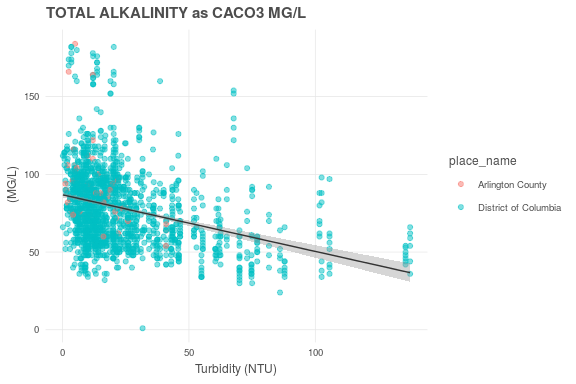 TOTAL ALKALINITY as CACO3 MG/L
(MG/L)
150
100
50
0
0
50
100
Turbidity (NTU)
place_name
Arlington County
District of Columbia